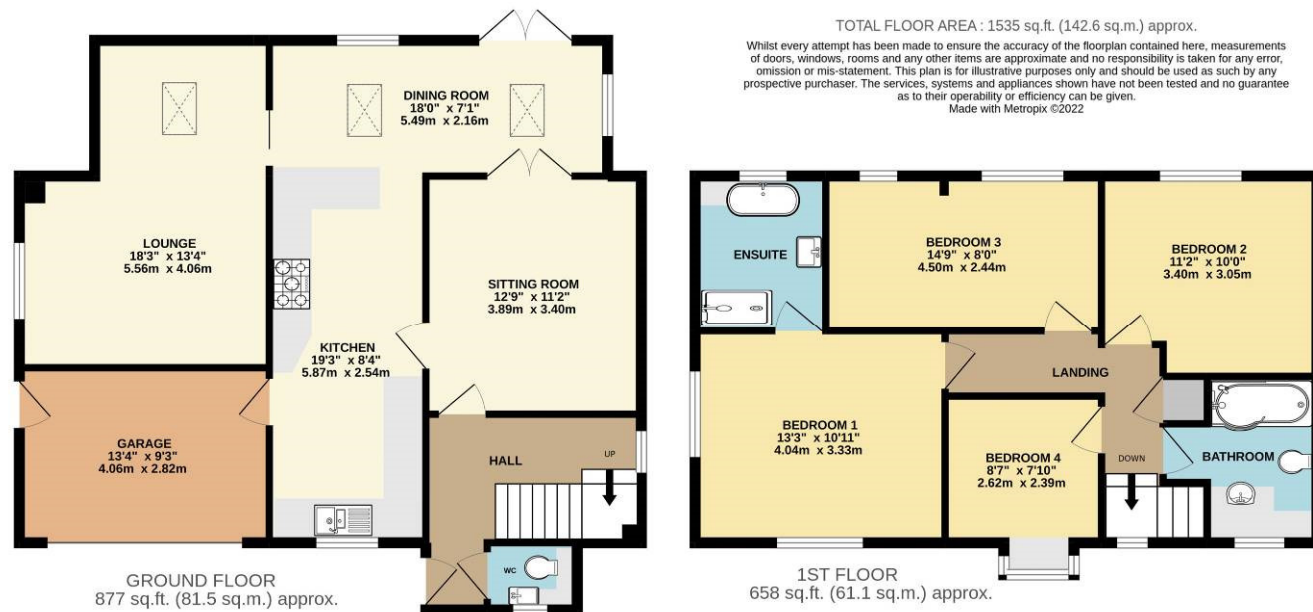 TOTAL FLOOR AREA : 1535 sq.ft. (142.6 sq.m.) approx.
Whilst every attempt has been made to ensure the accuracy of the floorplan contained here, measurements
of doors, windows, rooms and any other items are approximate and no responsibility is taken for any error,
omission or mis-statement. This plan is for illustrative purposes only and should be used as such by any
prospective purchaser. The services, systems and appliances shown have not been tested and no guarantee
as to their operability or efficiency can be given.
Made with Metropix ©2022
DINING ROOM
18'0" x 7'1"
5.49m x 2.16m
LOUNGE
18'3" x 13'4"
5.56m x 4.06m
SITTING ROOM
12'9" x 11'2"
3.89m x 3.40m
KITCHEN
19'3" x 8'4"
5.87m x 2.54m
GARAGE
13'4" x 9'3"
4.06m x 2.82m
HALL
UP
WC
GROUND FLOOR
877 sq.ft. (81.5 sq.m.) approx.
ENSUITE
BEDROOM 3
14'9" x 8'0"
4.50m x 2.44m
BEDROOM 2
11'2" x 10'0"
3.40m x 3.05m
LANDING
BEDROOM 1
13'3" x 10'11"
4.04m x 3.33m
BEDROOM 4
8'7" x 7'10"
2.62m x 2.39m
DOWN
BATHROOM
1ST FLOOR
658 sq.ft. (61.1 sq.m.) approx.